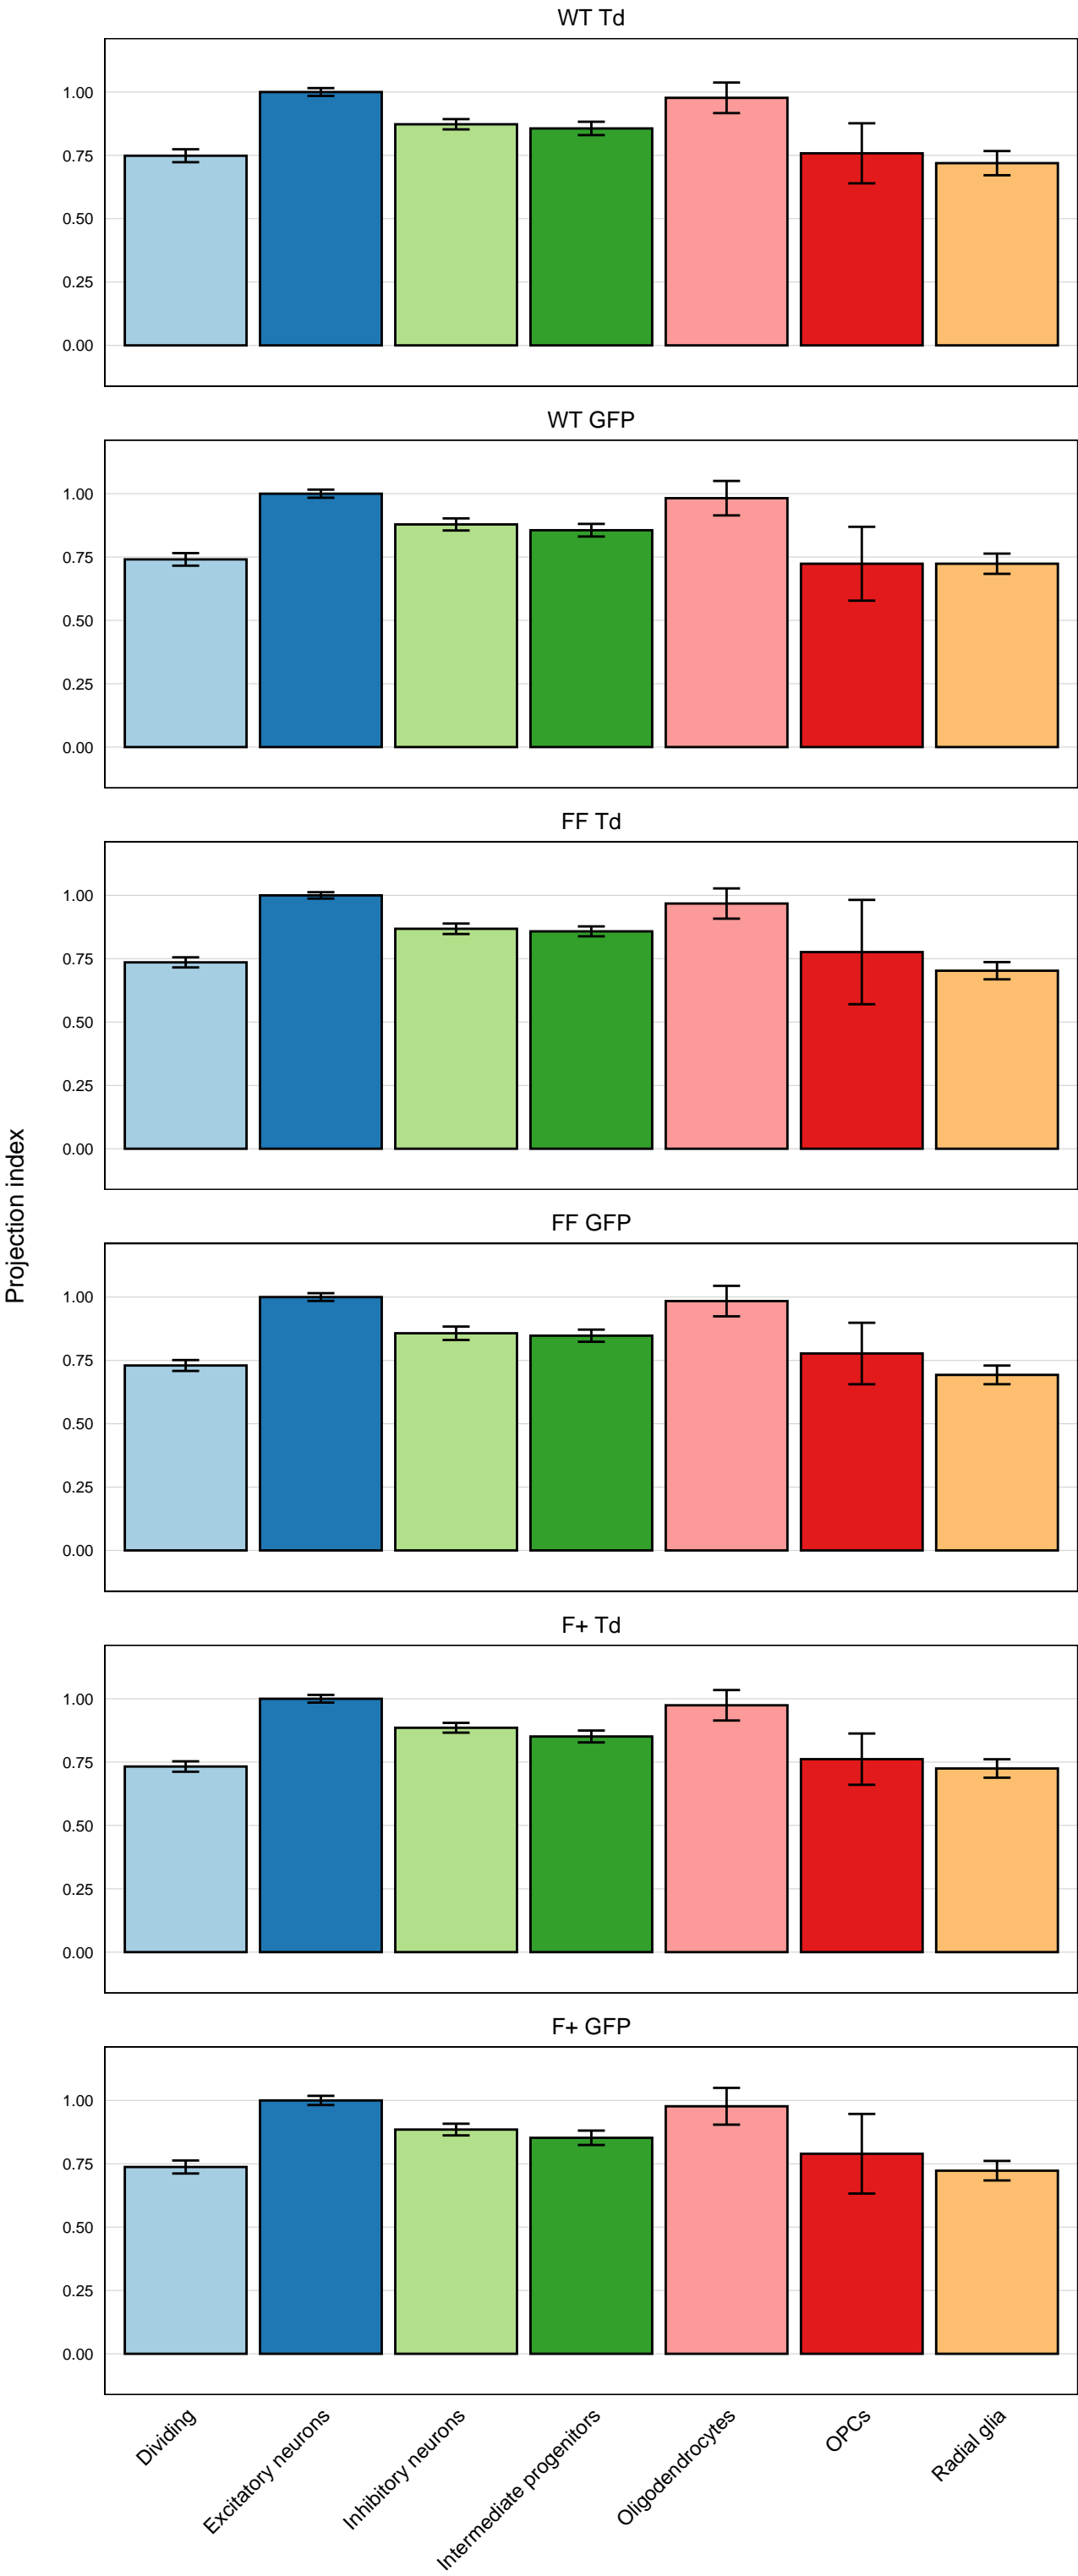 WT Td
1.00
0.75
0.50
0.25
0.00
WT GFP
1.00
0.75
0.50
0.25
0.00
FF Td
1.00
0.75
0.50
0.25
0.00
Projection index
FF GFP
1.00
0.75
0.50
0.25
0.00
F+ Td
1.00
0.75
0.50
0.25
0.00
F+ GFP
1.00
0.75
0.50
0.25
0.00
Dividing
Excitatory neurons
Inhibitory neurons
Intermediate progenitors
Oligodendrocytes
OPCs
Radial glia